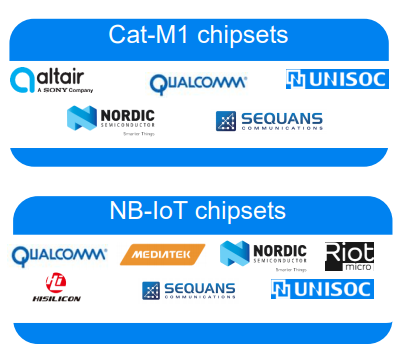 Cat-M1 chipsets
altair
A SONY Company
QUALCOMM
UNISOC
NORDIC
SEMICONDUCTOR
Smarter Things
SEQUANS
COMMUNICATIONS
NB-IoT chipsets
QUALCOMM
MEDIATEK
NORDIC
SEMICONDUCTOR
Smarter Things
Riot
micro
HISILICON
SEQUANS
COMMUNICATIONS
UNISOC